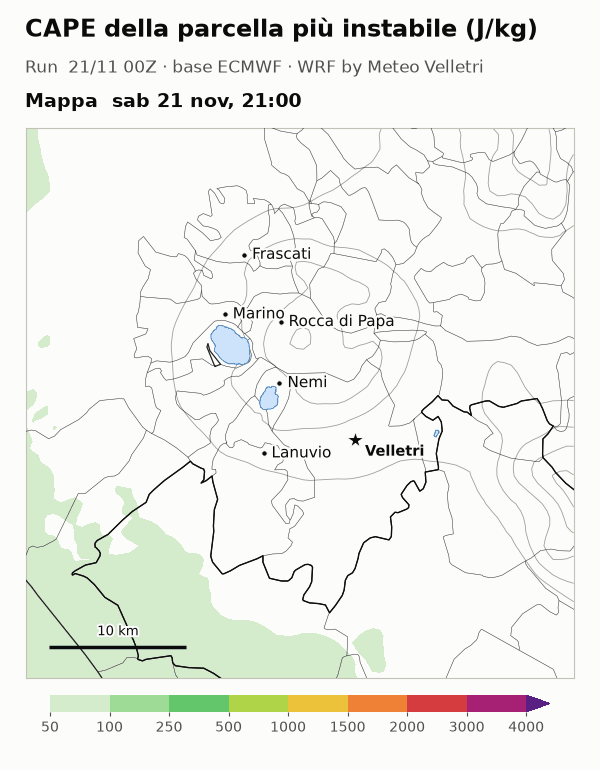 CAPE della parcella più instabile (J/kg)
Run  21/11 00Z · base ECMWF · WRF by Meteo Velletri
Mappa  sab 21 nov, 21:00
Frascati
Marino
Rocca di Papa
Nemi
Velletri
Lanuvio
10 km
50 100 250 500 1000 1500 2000 3000 4000